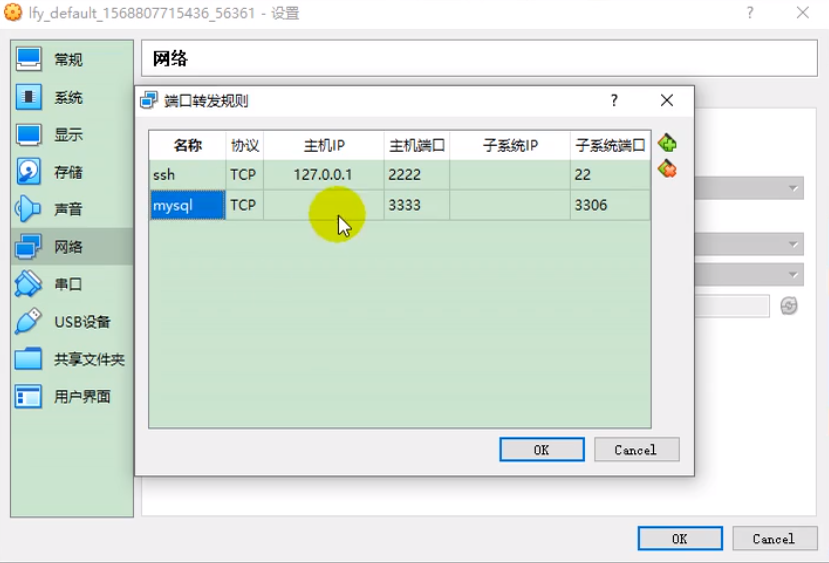 lfy_default_1568807715436_56361 - 设置
?
常规
系统
显示
存储
声音
网络
串口
USB设备
共享文件夹
用户界面
网络
端口转发规则
?
名称 协议 主机IP 主机端口 子系统IP 子系统端口
ssh TCP 127.0.0.1 2222 22
mysql TCP 3333 3306
OK Cancel
OK Cancel